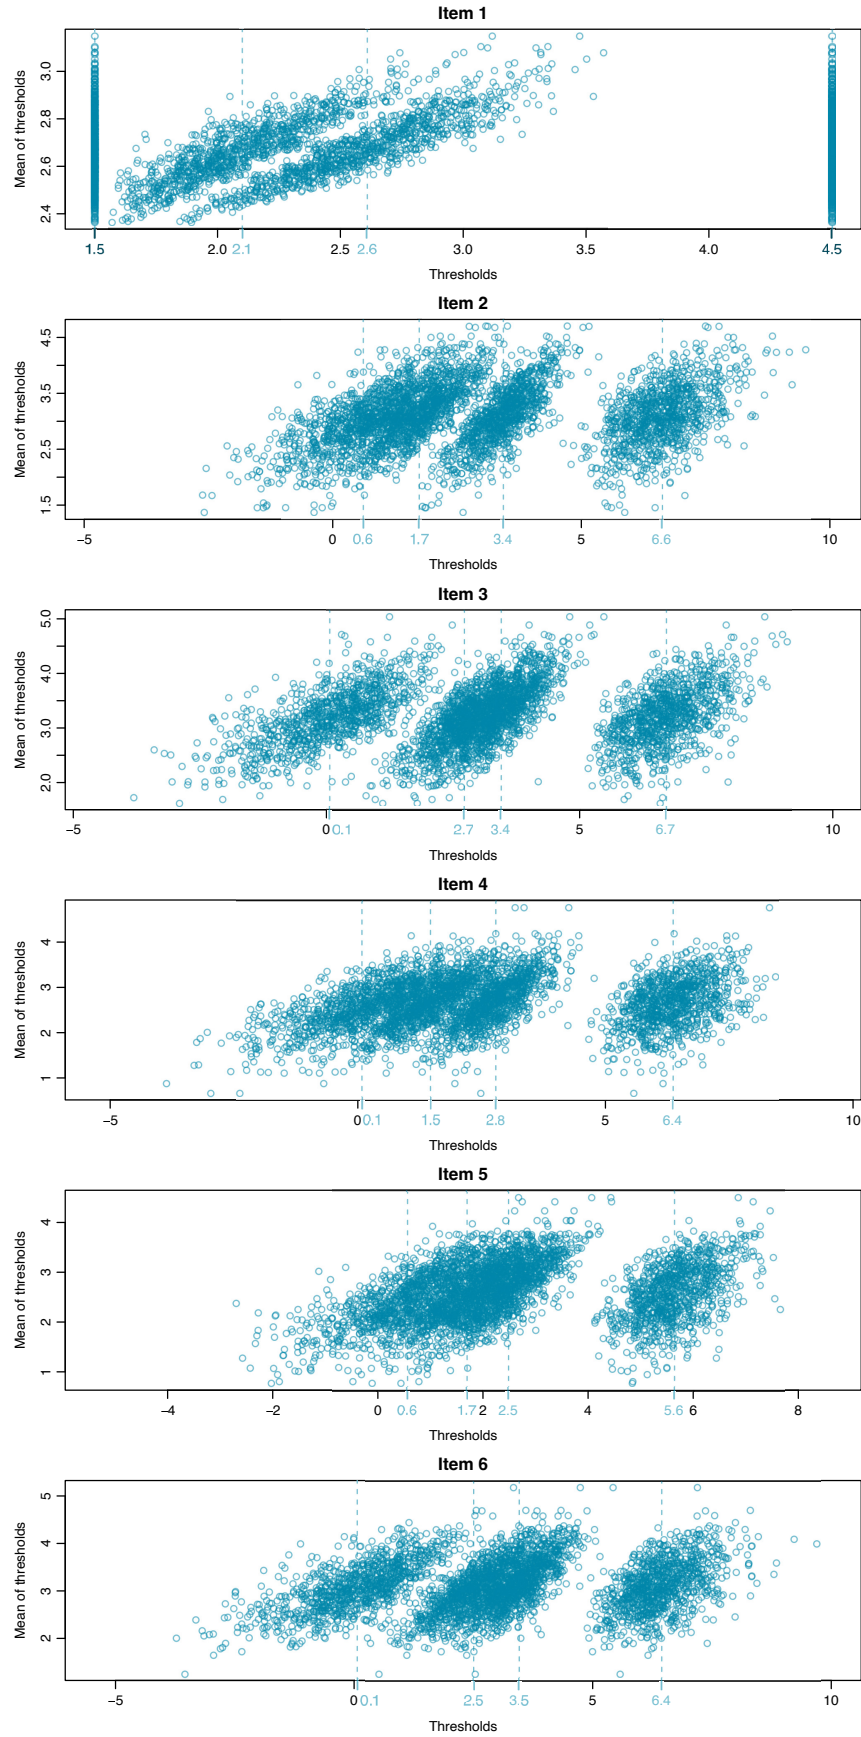 Item 1
Mean of thresholds
3.0
2.8
2.6
2.4
1.5 2.0 2.1 2.5 2.6 3.0 3.5 4.0 4.5
Thresholds
Item 2
Mean of thresholds
4.5
3.5
2.5
1.5
−5 0 0.6 1.7 3.4 5 6.6 10
Thresholds
Item 3
Mean of thresholds
5.0
4.0
3.0
2.0
−5 0 0.1 2.7 3.4 5 6.7 10
Thresholds
Item 4
Mean of thresholds
4
3
2
1
−5 0 0.1 1.5 2.8 5 6.4 10
Thresholds
Item 5
Mean of thresholds
4
3
2
1
−4 −2 0 0.6 1.7 2 2.5 4 5.6 6 8
Thresholds
Item 6
Mean of thresholds
5
4
3
2
−5 0 0.1 2.5 3.5 5 6.4 10
Thresholds